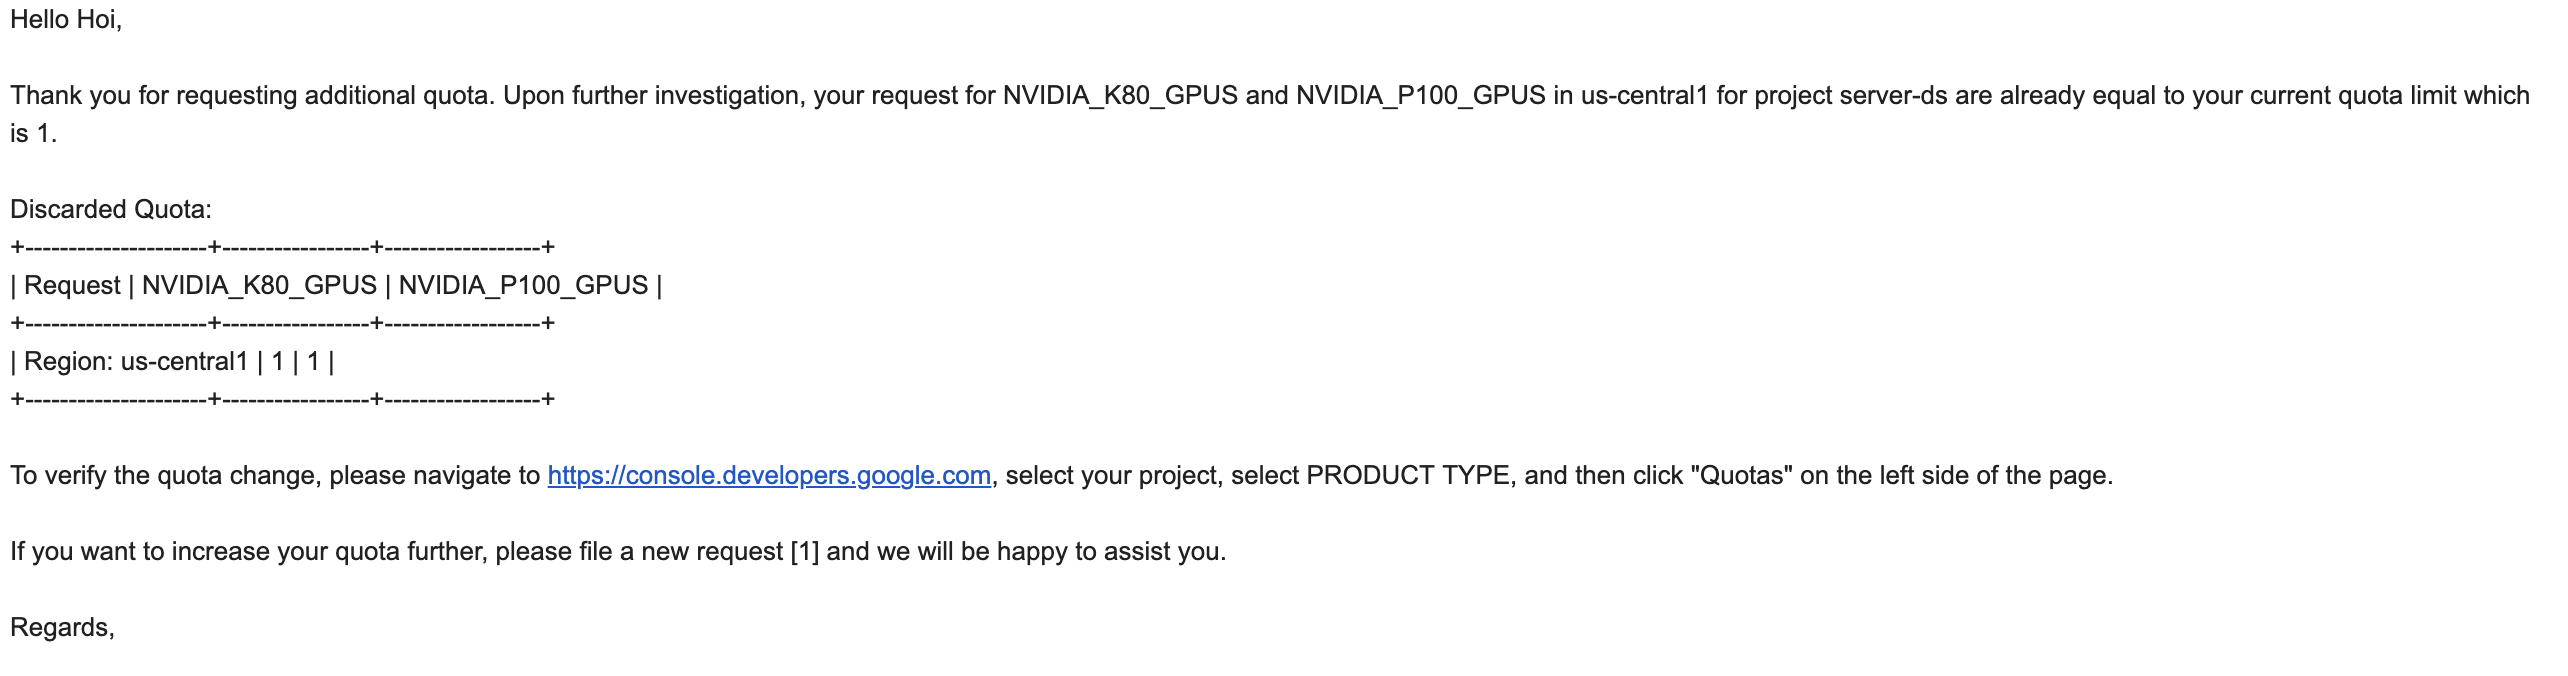 Hello Hoi,
Thank you for requesting additional quota. Upon further investigation, your request for NVIDIA_K80_GPUS and NVIDIA_P100_GPUS in us-central1 for project server-ds are already equal to your current quota limit which
is 1.
Discarded Quota:
+---------------------+-----------------+------------------+
| Request | NVIDIA_K80_GPUS | NVIDIA_P100_GPUS |
+---------------------+-----------------+------------------+
| Region: us-central1 | 1 | 1 |
+---------------------+-----------------+------------------+
To verify the quota change, please navigate to https://console.developers.google.com, select your project, select PRODUCT TYPE, and then click "Quotas" on the left side of the page.
If you want to increase your quota further, please file a new request [1] and we will be happy to assist you.
Regards,